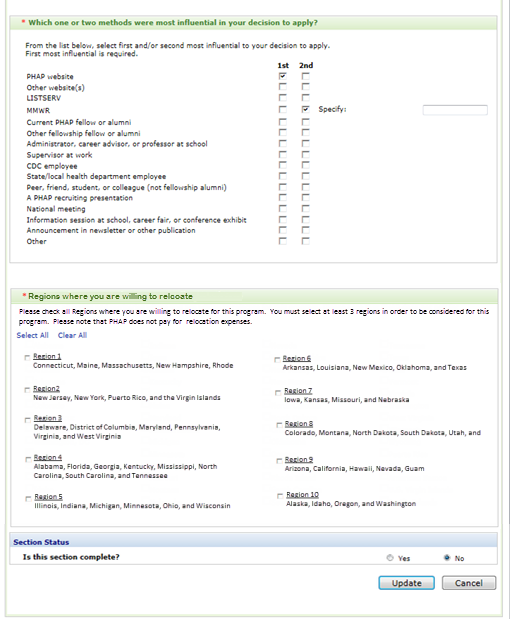 * Which one or two methods were most influential in your decision to apply?
From the list below, select first and/or second most influential to your decision to apply.
First most influential is required.
1st 2nd
PHAP website
Other website(s)
LISTSERV
MMWR Specify:
Current PHAP fellow or alumni
Other fellowship fellow or alumni
Administrator, career advisor, or professor at school
Supervisor at work
CDC employee
State/local health department employee
Peer, friend, student, or colleague (not fellowship alumni)
A PHAP recruiting presentation
National meeting
Information session at school, career fair, or conference exhibit
Announcement in newsletter or other publication
Other
* Regions where you are willing to relocate
Please check all Regions where you are willing to relocate for this program. You must select at least 3 regions in order to be considered for this
program. Please note that PHAP does not pay for relocation expenses.
Select All Clear All
Region 1
Connecticut, Maine, Massachusetts, New Hampshire, Rhode
Region2
New Jersey, New York, Puerto Rico, and the Virgin Islands
Region 3
Delaware, District of Columbia, Maryland, Pennsylvania,
Virginia, and West Virginia
Region 4
Alabama, Florida, Georgia, Kentucky, Mississippi, North
Carolina, South Carolina, and Tennessee
Region 5
Illinois, Indiana, Michigan, Minnesota, Ohio, and Wisconsin
Region 6
Arkansas, Louisiana, New Mexico, Oklahoma, and Texas
Region 7
Iowa, Kansas, Missouri, and Nebraska
Region 8
Colorado, Montana, North Dakota, South Dakota, Utah, and
Region 9
Arizona, California, Hawaii, Nevada, Guam
Region 10
Alaska, Idaho, Oregon, and Washington
Section Status
Is this section complete? Yes No
Update Cancel